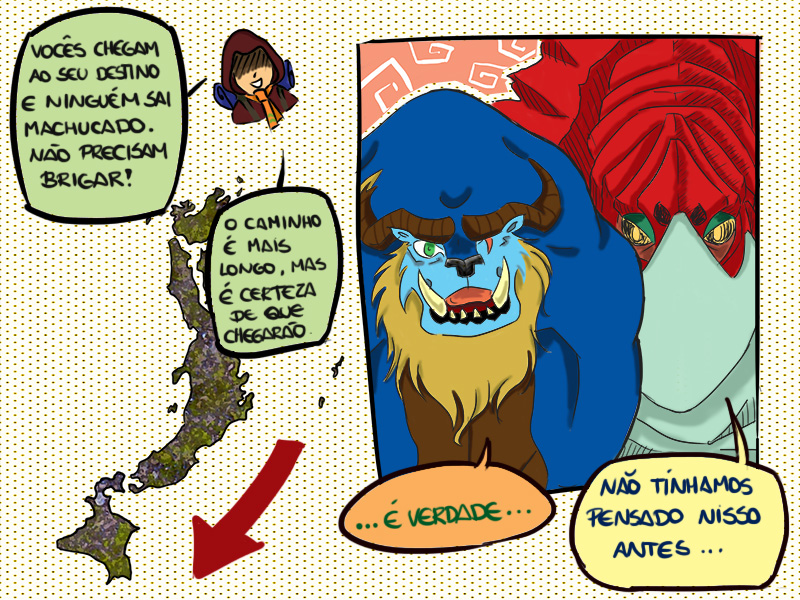 VOCÊS CHEGAM
AO SEU DESTINO
E NINGUÉM SAI
MACHUCADO.
NÃO PRECISAM
BRIGAR!
O CAMINHO
É MAIS
LONGO, MAS
É CERTEZA
DE QUE
CHEGARÃO.
...É VERDADE...
NÃO TÍNHAMOS
PENSADO NISSO
ANTES...